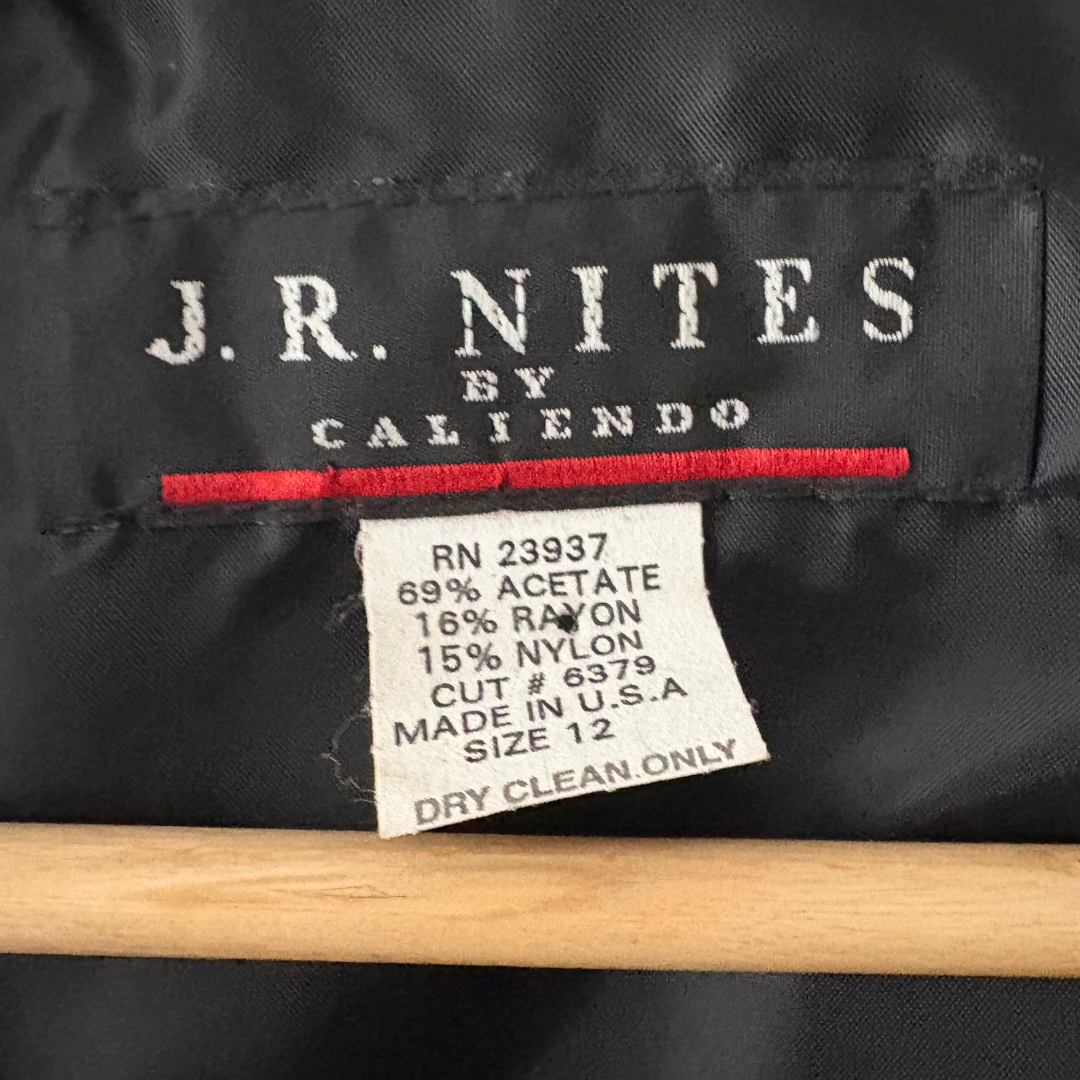 J. R. NITES
BY
CALIENDO
RN 23937
69% ACETATE
16% RAYON
15% NYLON
CUT # 6379
MADE IN U.S.A
SIZE 12
DRY CLEAN ONLY